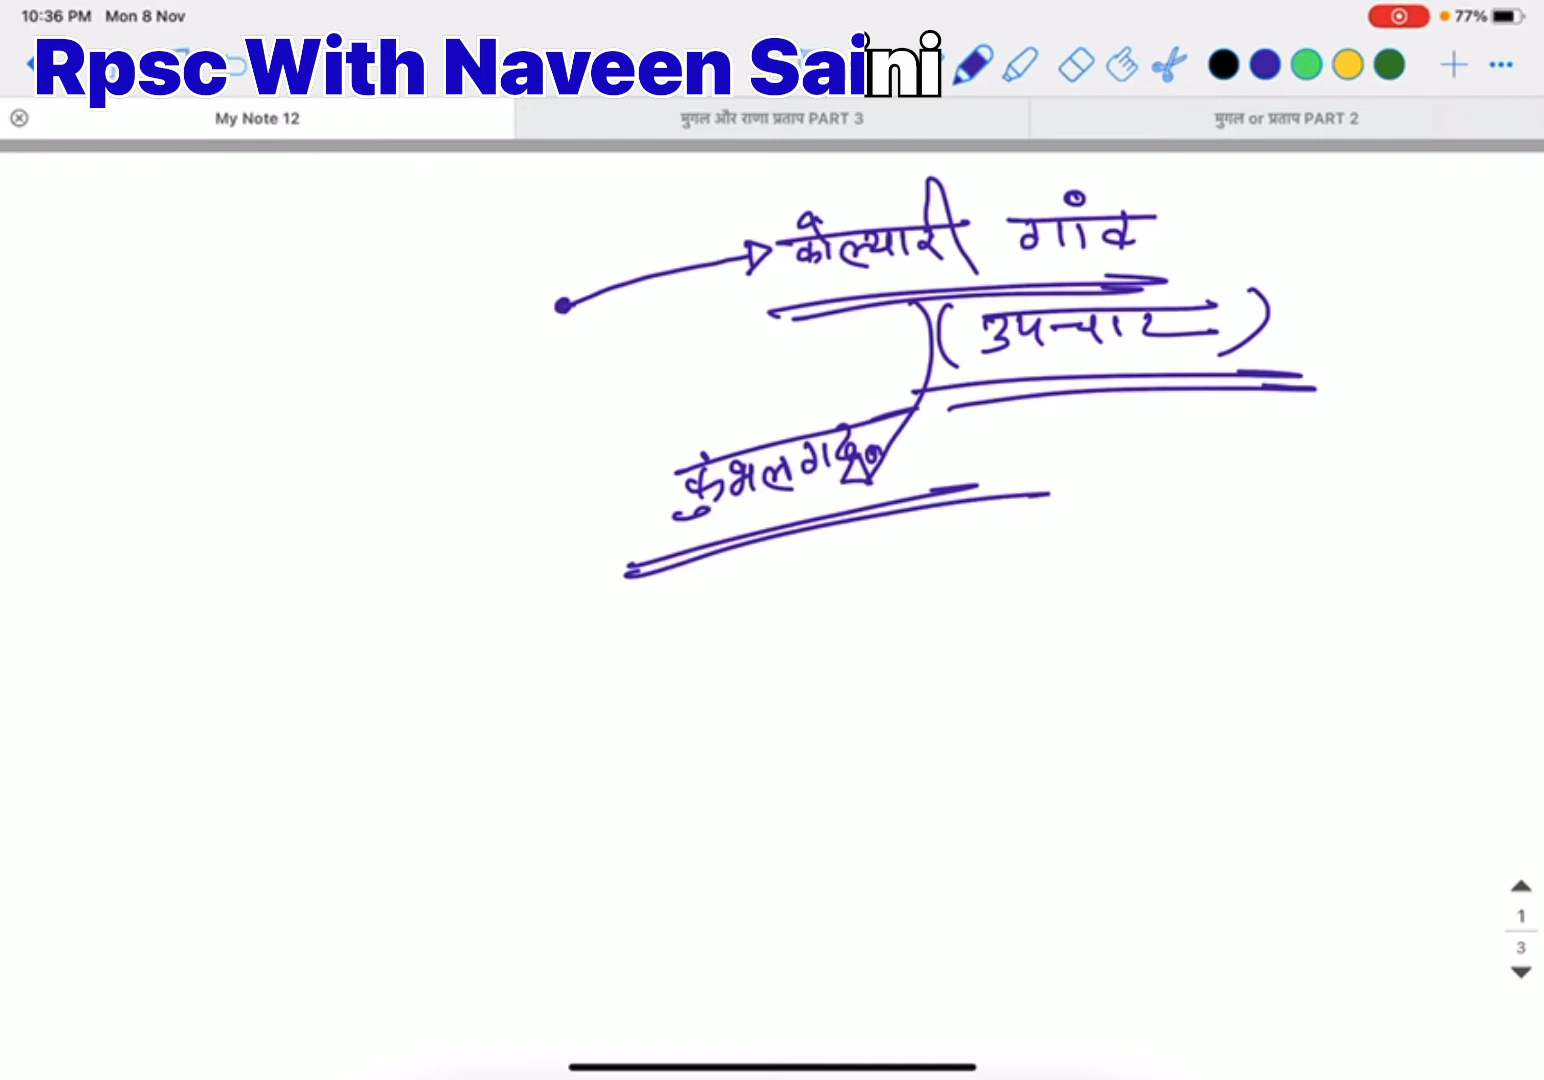 10:36 PM Mon 8 Nov
77%
Rpsc With Naveen Saini
My Note 12
मुगल और राणा प्रताप PART 3
मुगल or प्रताप PART 2
कोल्यारी गांव
(उपचार)
कुंभलगढ़
1
3